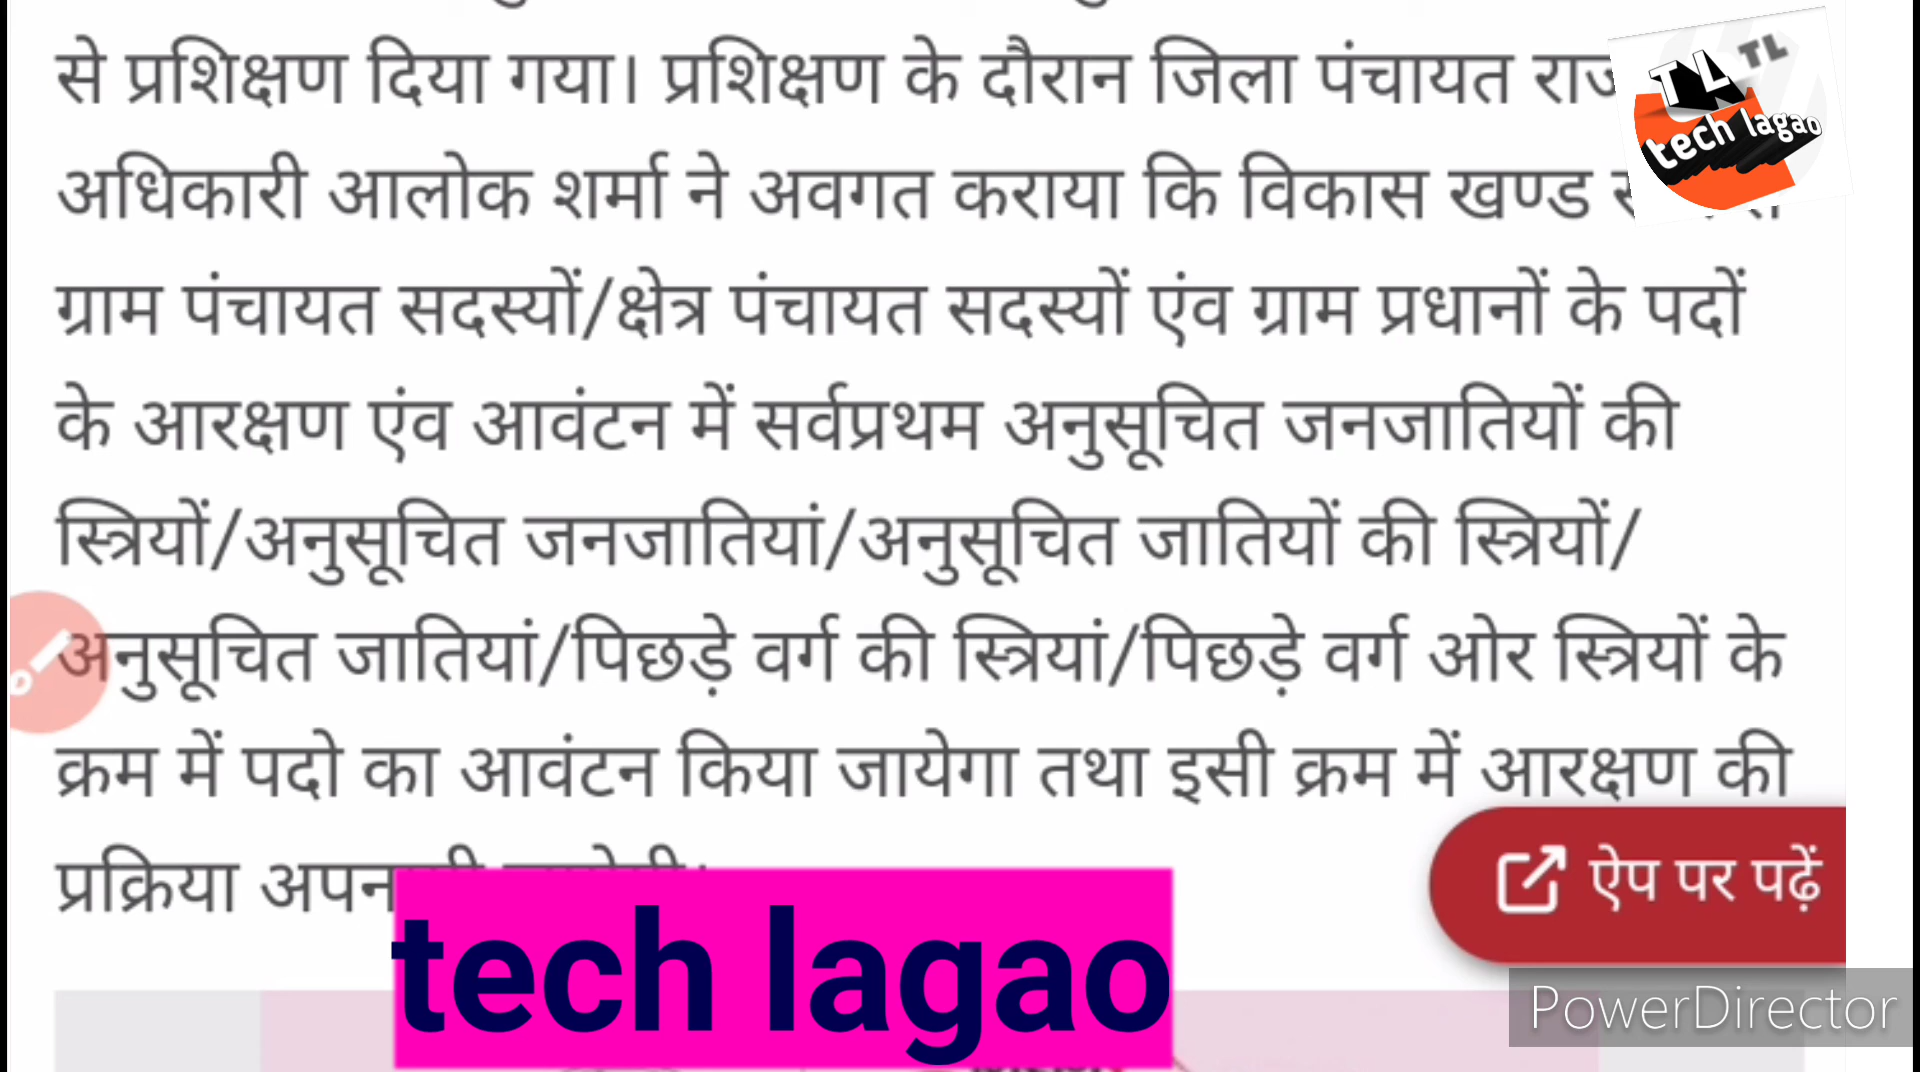 से प्रशिक्षण दिया गया। प्रशिक्षण के दौरान जिला पंचायत राज
TL TL
tech lagao
अधिकारी आलोक शर्मा ने अवगत कराया कि विकास खण्ड
ग्राम पंचायत सदस्यों/क्षेत्र पंचायत सदस्यों एंव ग्राम प्रधानों के पदों
के आरक्षण एंव आवंटन में सर्वप्रथम अनुसूचित जनजातियों की
स्त्रियों/अनुसूचित जनजातियां/अनुसूचित जातियों की स्त्रियों/
अनुसूचित जातियां/पिछड़े वर्ग की स्त्रियां/पिछड़े वर्ग ओर स्त्रियों के
क्रम में पदो का आवंटन किया जायेगा तथा इसी क्रम में आरक्षण की
प्रक्रिया
ऐप पर पढ़ें
tech lagao
PowerDirector